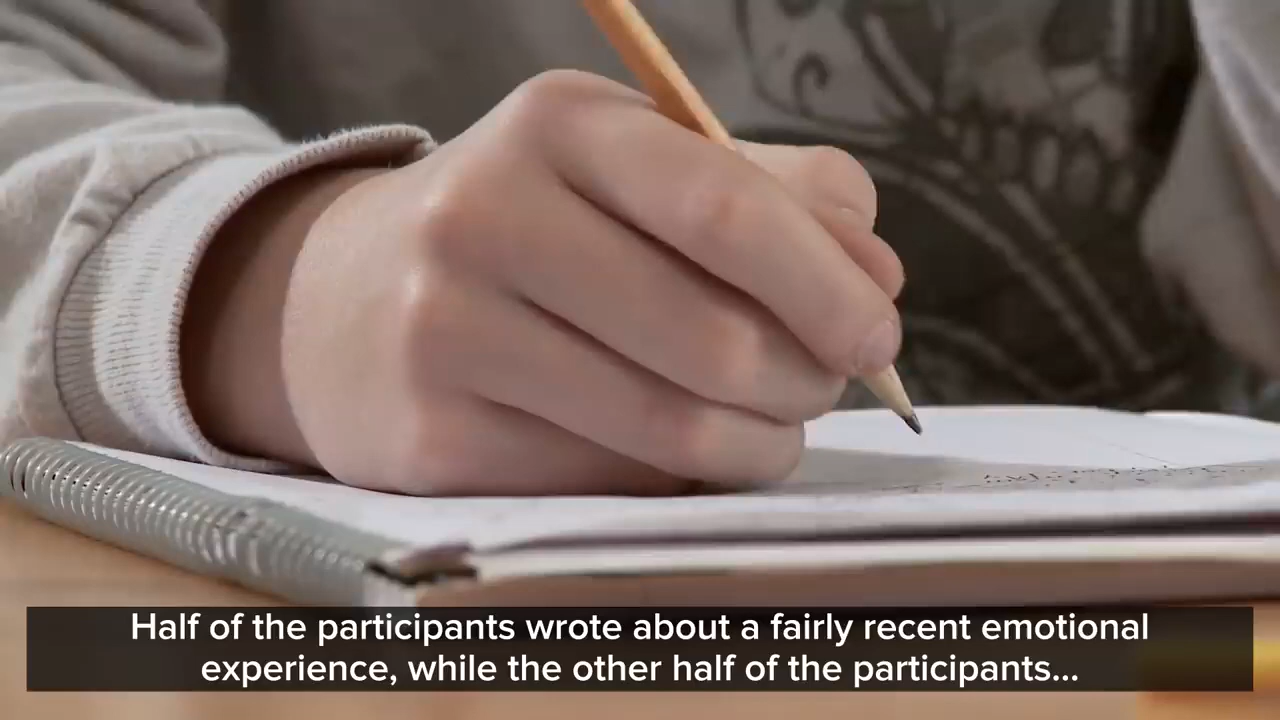 Half of the participants wrote about a fairly recent emotional
experience, while the other half of the participants...